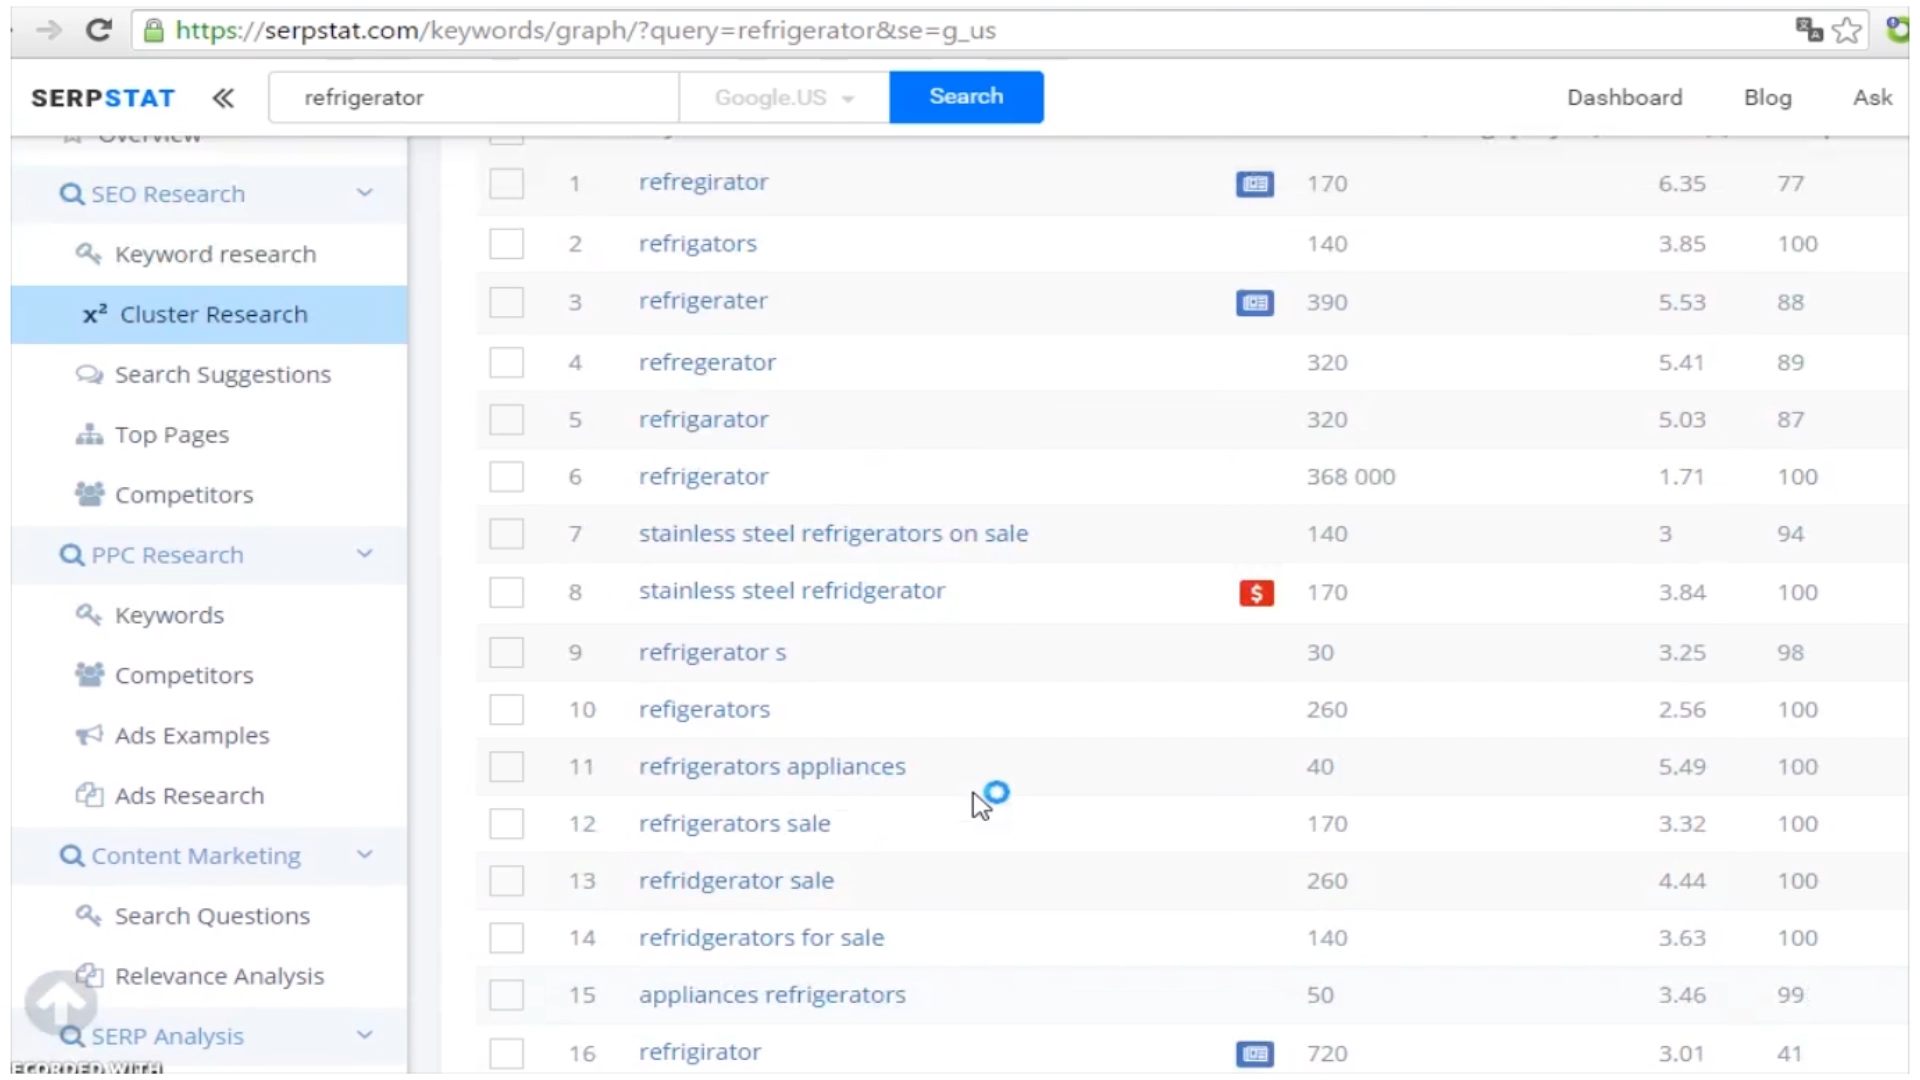 https://serpstat.com/keywords/graph/?query=refrigerator&se=g_us
SERPSTAT « refrigerator Google.US Search Dashboard Blog Ask
Overview
SEO Research
Keyword research
x² Cluster Research
Search Suggestions
Top Pages
Competitors
PPC Research
Keywords
Competitors
Ads Examples
Ads Research
Content Marketing
Search Questions
Relevance Analysis
SERP Analysis
1 refregirator 170 6.35 77
2 refrigators 140 3.85 100
3 refrigerater 390 5.53 88
4 refregerator 320 5.41 89
5 refrigarator 320 5.03 87
6 refrigerator 368 000 1.71 100
7 stainless steel refrigerators on sale 140 3 94
8 stainless steel refridgerator $ 170 3.84 100
9 refrigerator s 30 3.25 98
10 refigerators 260 2.56 100
11 refrigerators appliances 40 5.49 100
12 refrigerators sale 170 3.32 100
13 refridgerator sale 260 4.44 100
14 refridgerators for sale 140 3.63 100
15 appliances refrigerators 50 3.46 99
16 refrigirator 720 3.01 41
ECORDED WITH